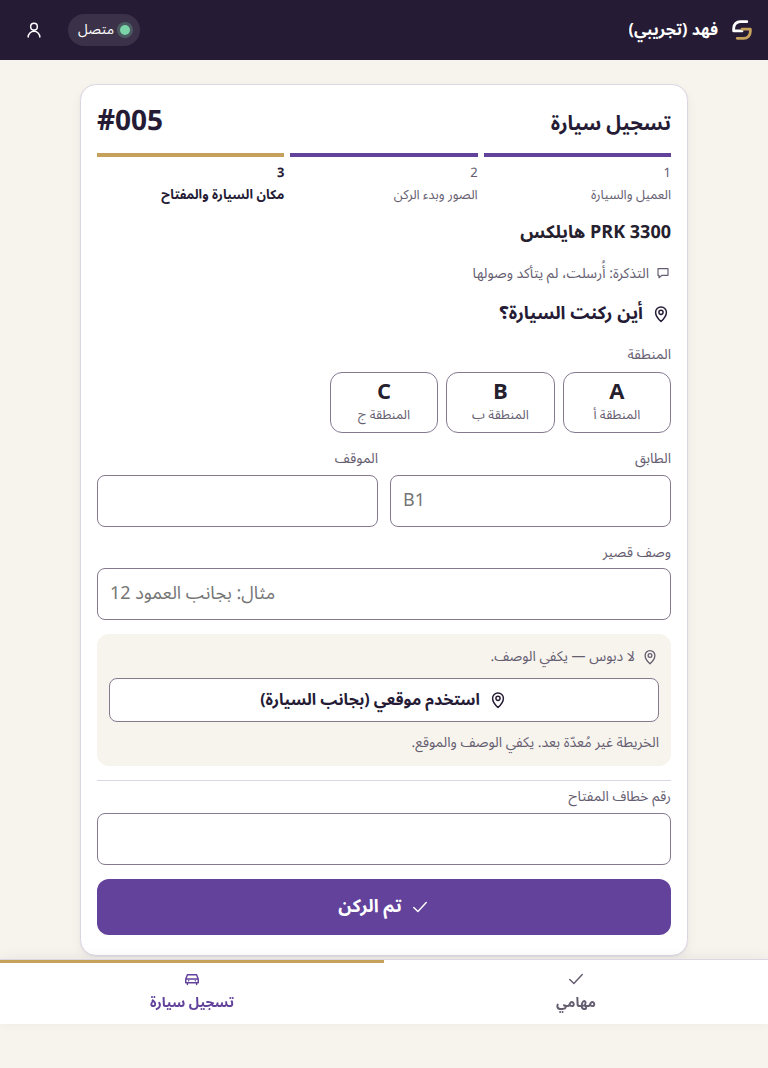 فهد (تجريبي)
متصل
تسجيل سيارة
#005
1
العميل والسيارة
2
الصور وبدء الركن
3
مكان السيارة والمفتاح
PRK 3300 هايلكس
التذكرة: أُرسلت، لم يتأكد وصولها
أين ركنت السيارة؟
المنطقة
A
المنطقة أ
B
المنطقة ب
C
المنطقة ج
الطابق
الموقف
B1
وصف قصير
مثال: بجانب العمود 12
لا دبوس — يكفي الوصف.
استخدم موقعي (بجانب السيارة)
الخريطة غير مُعدّة بعد. يكفي الوصف والموقع.
رقم خطاف المفتاح
تم الركن
مهامي
تسجيل سيارة